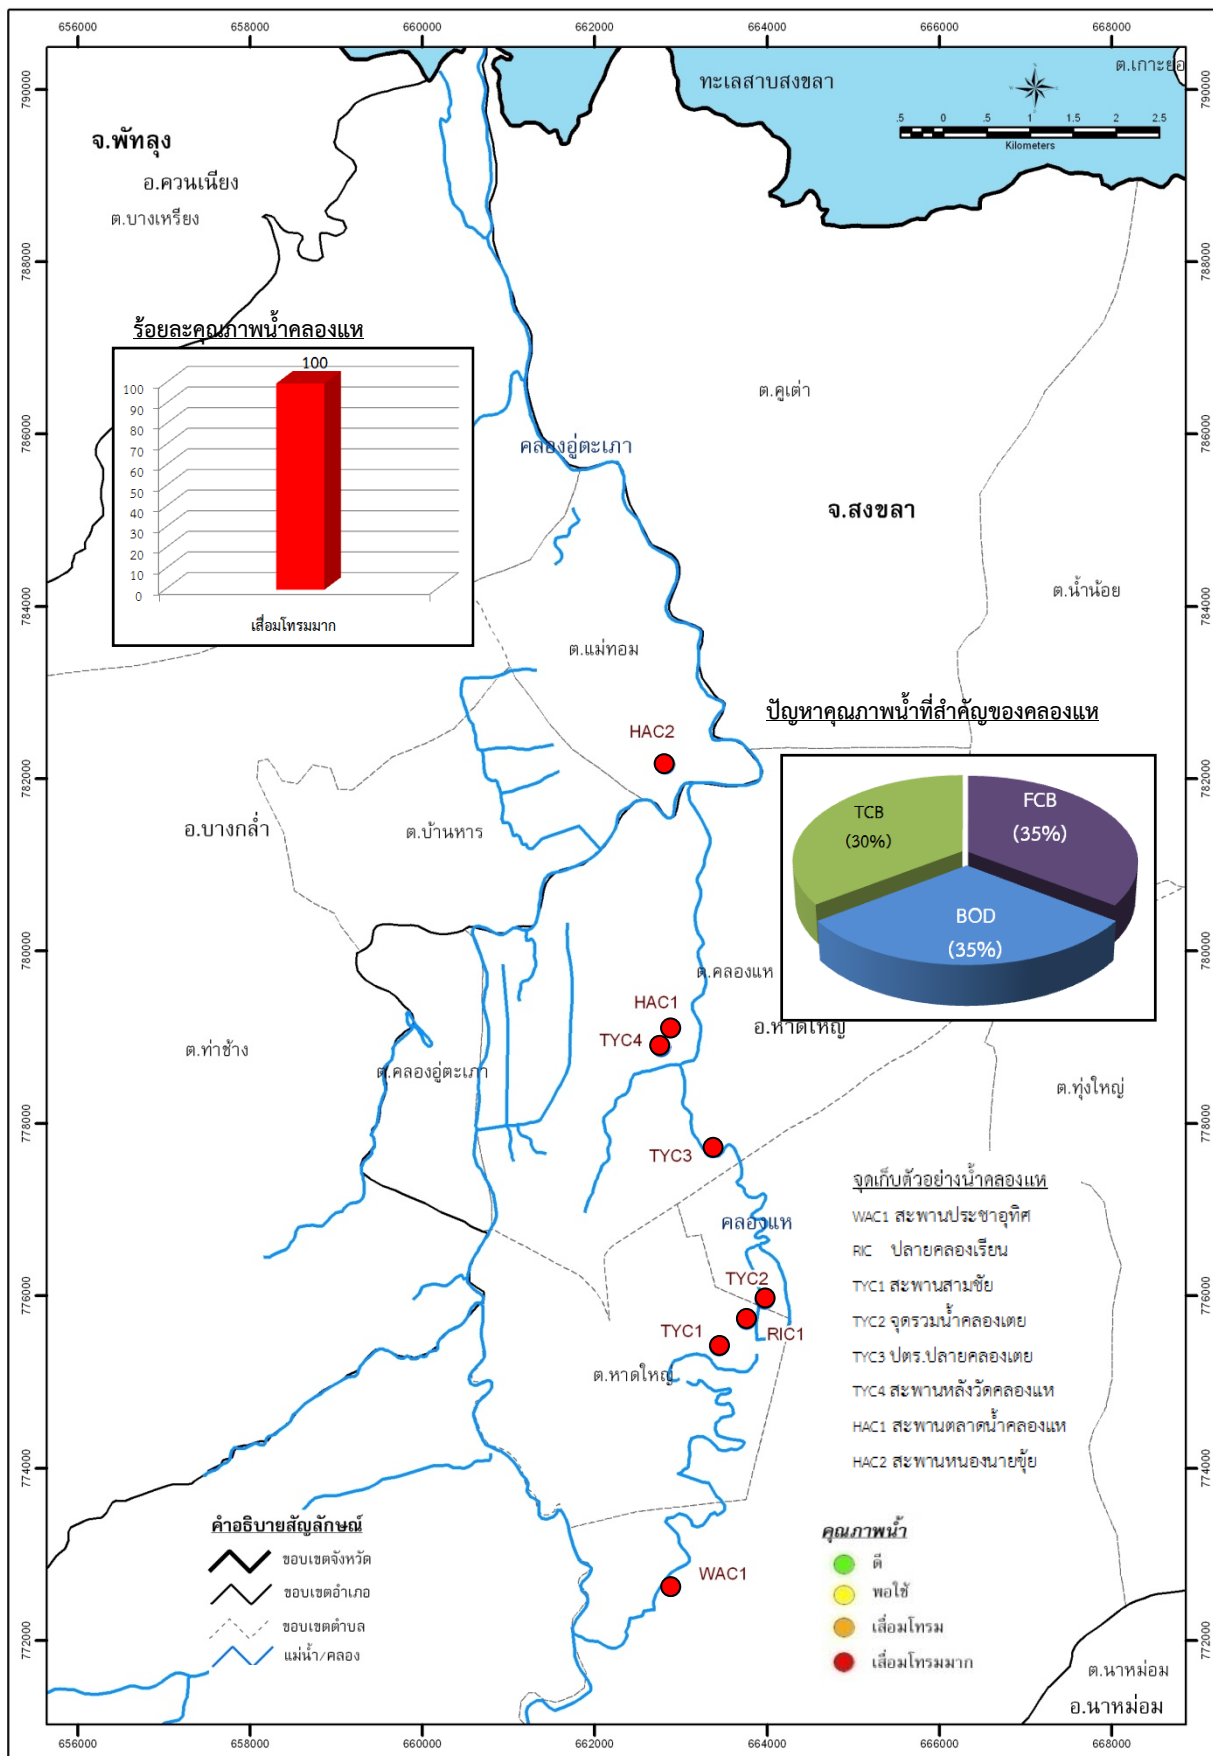 656000 658000 660000 662000 664000 666000 668000
790000
788000
786000
784000
782000
780000
778000
776000
774000
772000
790000
788000
786000
784000
782000
780000
778000
776000
774000
772000
ต.เกาะยอ
ทะเลสาบสงขลา
.5 0 .5 1 1.5 2 2.5
Kilometers
จ.พัทลุง
อ.ควนเนียง
ต.บางเหรียง
ร้อยละคุณภาพน้ำคลองแห
100
100
90
80
70
60
50
40
30
20
10
0
เสื่อมโทรมมาก
ต.คูเต่า
คลองอู่ตะเภา
จ.สงขลา
ต.น้ำน้อย
ต.แม่ทอม
ปัญหาคุณภาพน้ำที่สำคัญของคลองแห
HAC2
TCB
(30%)
FCB
(35%)
BOD
(35%)
อ.บางกล่ำ
ต.บ้านหาร
ต.คลองแห
HAC1
อ.หาดใหญ่
TYC4
ต.ท่าช้าง
ต.คลองอู่ตะเภา
ต.ทุ่งใหญ่
TYC3
คลองแห
TYC2
TYC1
RIC1
ต.หาดใหญ่
จุดเก็บตัวอย่างน้ำคลองแห
WAC1 สะพานประชาอุทิศ
RIC ปลายคลองเรียน
TYC1 สะพานสามชัย
TYC2 จุดรวมน้ำคลองเตย
TYC3 ปตร.ปลายคลองเตย
TYC4 สะพานหลังวัดคลองแห
HAC1 สะพานตลาดน้ำคลองแห
HAC2 สะพานหนองนายขุ้ย
WAC1
คำอธิบายสัญลักษณ์
ขอบเขตจังหวัด
ขอบเขตอำเภอ
ขอบเขตตำบล
แม่น้ำ/คลอง
คุณภาพน้ำ
ดี
พอใช้
เสื่อมโทรม
เสื่อมโทรมมาก
ต.นาหม่อม
อ.นาหม่อม
656000 658000 660000 662000 664000 666000 668000